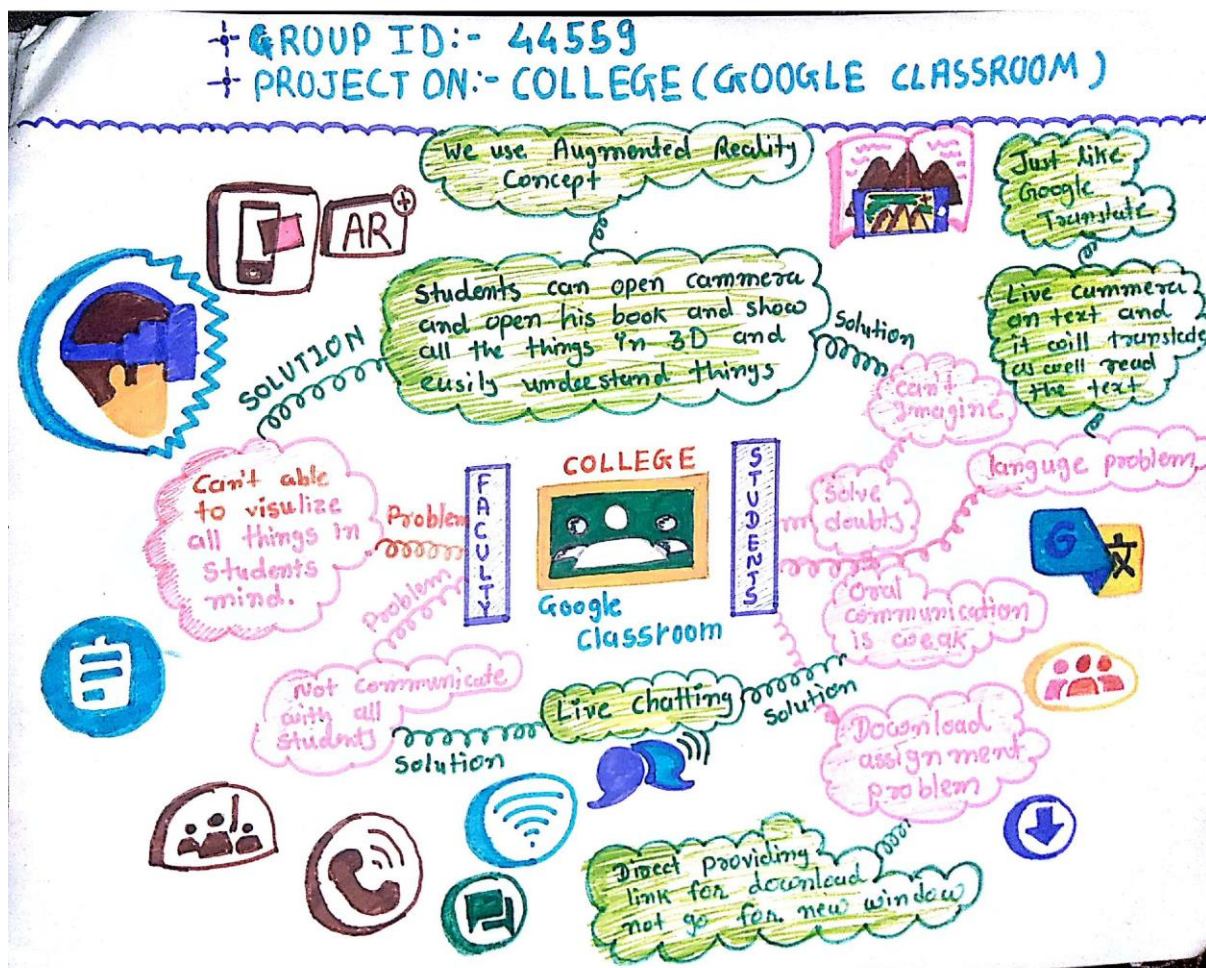 GROUP ID:- 44559
PROJECT ON:- COLLEGE (GOOGLE CLASSROOM)
We use Augmented Reality
Concept
Just like
Google
Translate
AR
Students can open cammera
and open his book and show
all the things in 3D and
easily understand things
SOLUTION
Solution
Live cammera
on text and
it will translate
as well read
the text
can't
Imagine
languge problem
Can't able
to visulize
all things in
Students
mind.
Problem
FACULTY
COLLEGE
STUDENTS
Solve
doubts
G
文
Problem
Google
Classroom
Oral
communication
is weak
Not communicate
with all
students
Live Chatting
Solution
Solution
Download
assignment
problem
Direct providing
link for download
not go for new window